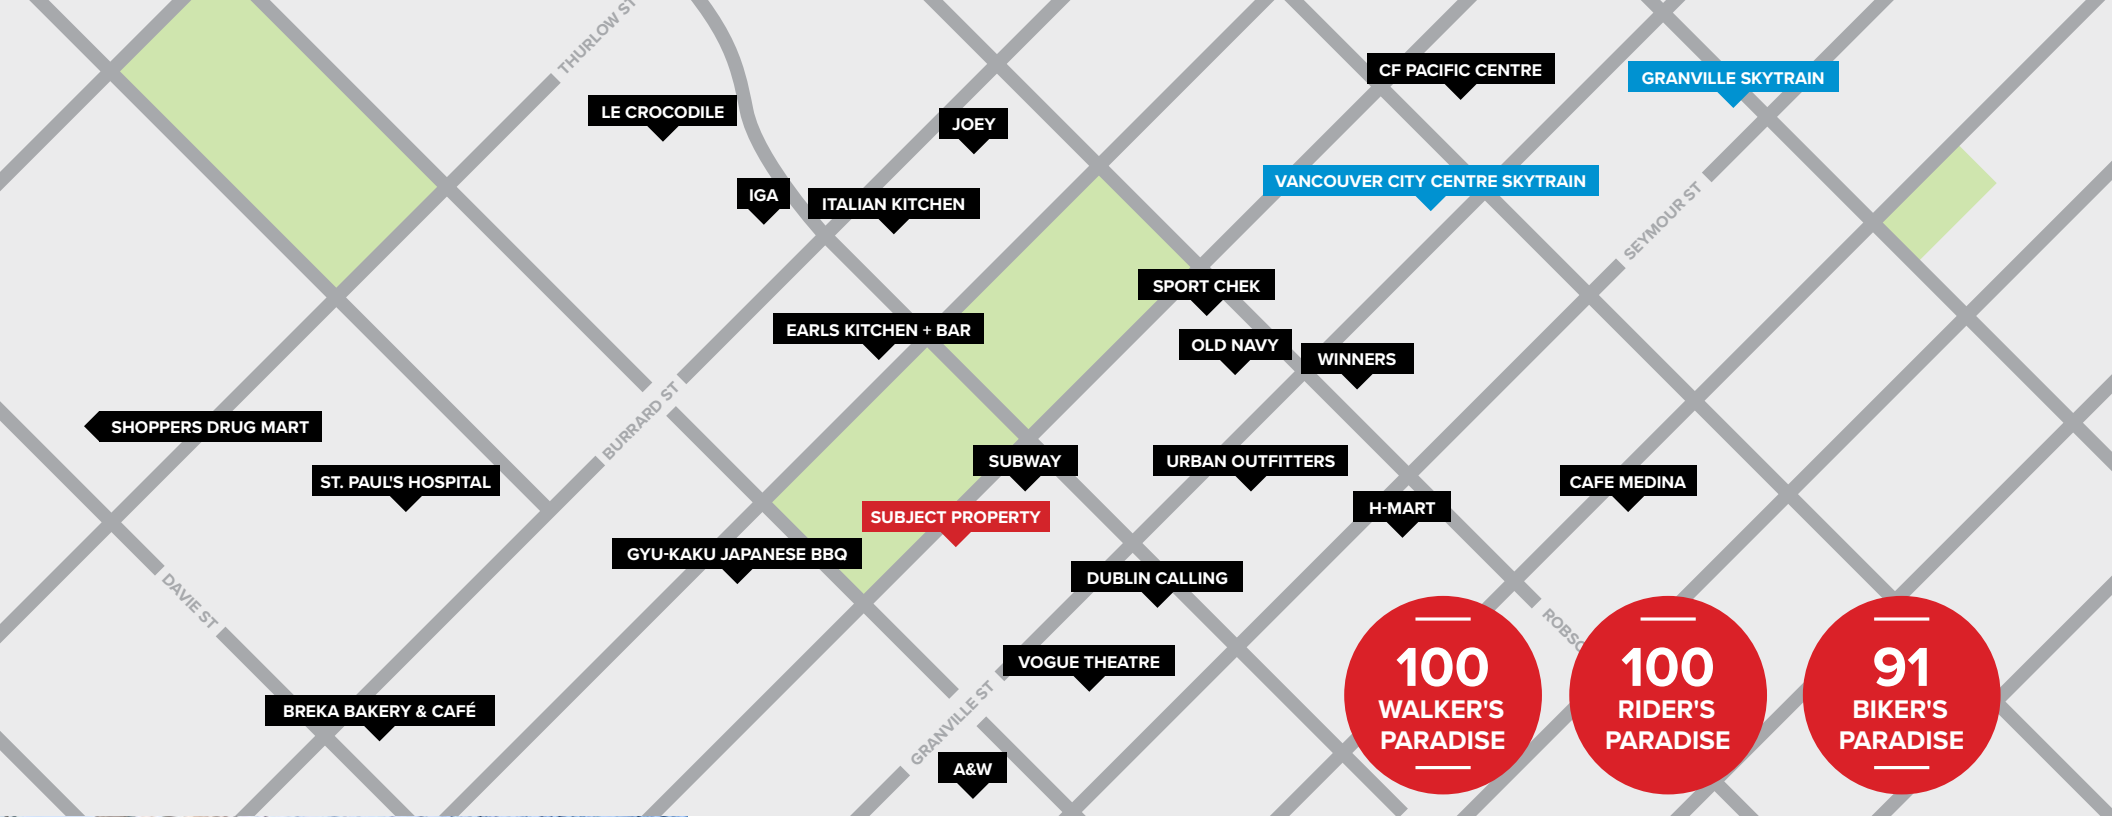 THURLOW ST
CF PACIFIC CENTRE
GRANVILLE SKYTRAIN
LE CROCODILE
JOEY
VANCOUVER CITY CENTRE SKYTRAIN
IGA
ITALIAN KITCHEN
SEYMOUR ST
SPORT CHEK
EARLS KITCHEN + BAR
OLD NAVY
WINNERS
BURRARD ST
SHOPPERS DRUG MART
ST. PAUL'S HOSPITAL
SUBWAY
URBAN OUTFITTERS
CAFE MEDINA
H-MART
SUBJECT PROPERTY
GYU-KAKU JAPANESE BBQ
DUBLIN CALLING
DAVIE ST
VOGUE THEATRE
GRANVILLE ST
BREKA BAKERY & CAFÉ
A&W
100
WALKER'S
PARADISE
100
RIDER'S
PARADISE
91
BIKER'S
PARADISE